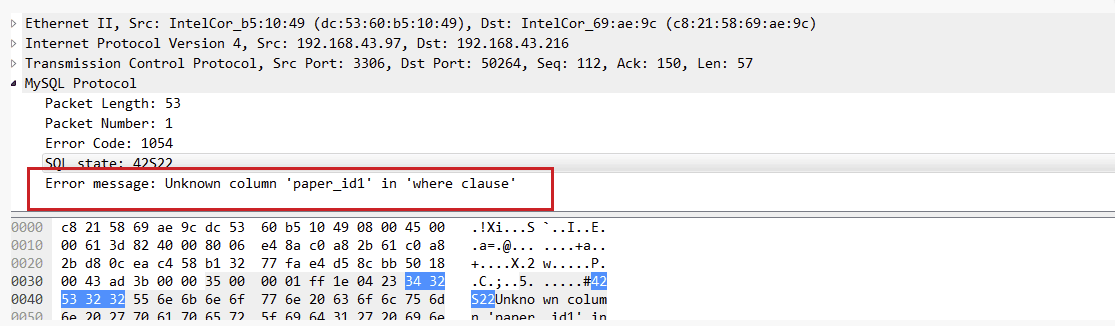 Ethernet II, Src: IntelCor_b5:10:49 (dc:53:60:b5:10:49), Dst: IntelCor_69:ae:9c (c8:21:58:69:ae:9c)
Internet Protocol Version 4, Src: 192.168.43.97, Dst: 192.168.43.216
Transmission Control Protocol, Src Port: 3306, Dst Port: 50264, Seq: 112, Ack: 150, Len: 57
MySQL Protocol
Packet Length: 53
Packet Number: 1
Error Code: 1054
SQL state: 42S22
Error message: Unknown column 'paper_id1' in 'where clause'
0000 c8 21 58 69 ae 9c dc 53 60 b5 10 49 08 00 45 00 .!Xi...S `..I..E.
0010 00 61 3d 82 40 00 80 06 e4 8a c0 a8 2b 61 c0 a8 .a=.@... ....+a..
0020 2b d8 0c ea c4 58 b1 32 77 fa e4 d5 8c bb 50 18 +....X.2 w.....P.
0030 00 43 ad 3b 00 00 35 00 00 01 ff 1e 04 23 34 32 .C.;..5. .....#42
0040 53 32 32 55 6e 6b 6e 6f 77 6e 20 63 6f 6c 75 6d S22Unkno wn colum
0050 6e 20 27 70 61 70 65 72 5f 69 64 31 27 20 69 6e n 'paper _id1' in